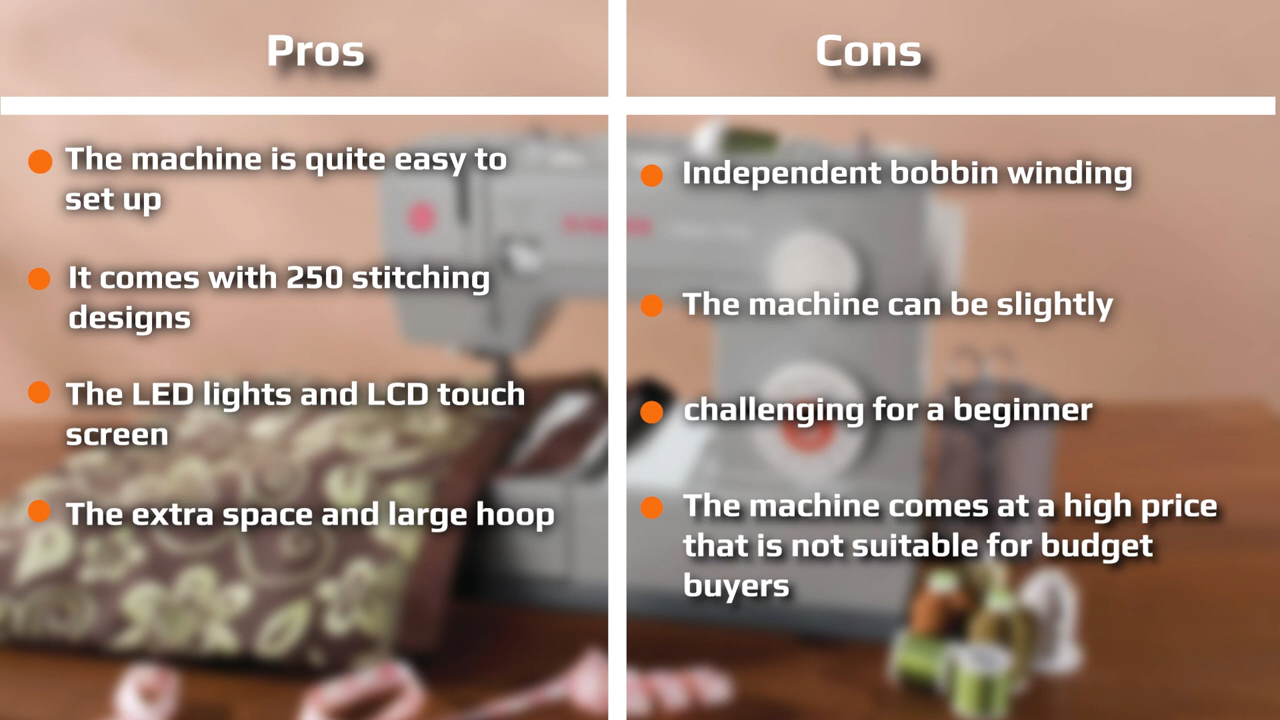 Pros
The machine is quite easy to
set up
It comes with 250 stitching
designs
The LED lights and LCD touch
screen
The extra space and large hoop
Cons
Independent bobbin winding
The machine can be slightly
challenging for a beginner
The machine comes at a high price
that is not suitable for budget
buyers